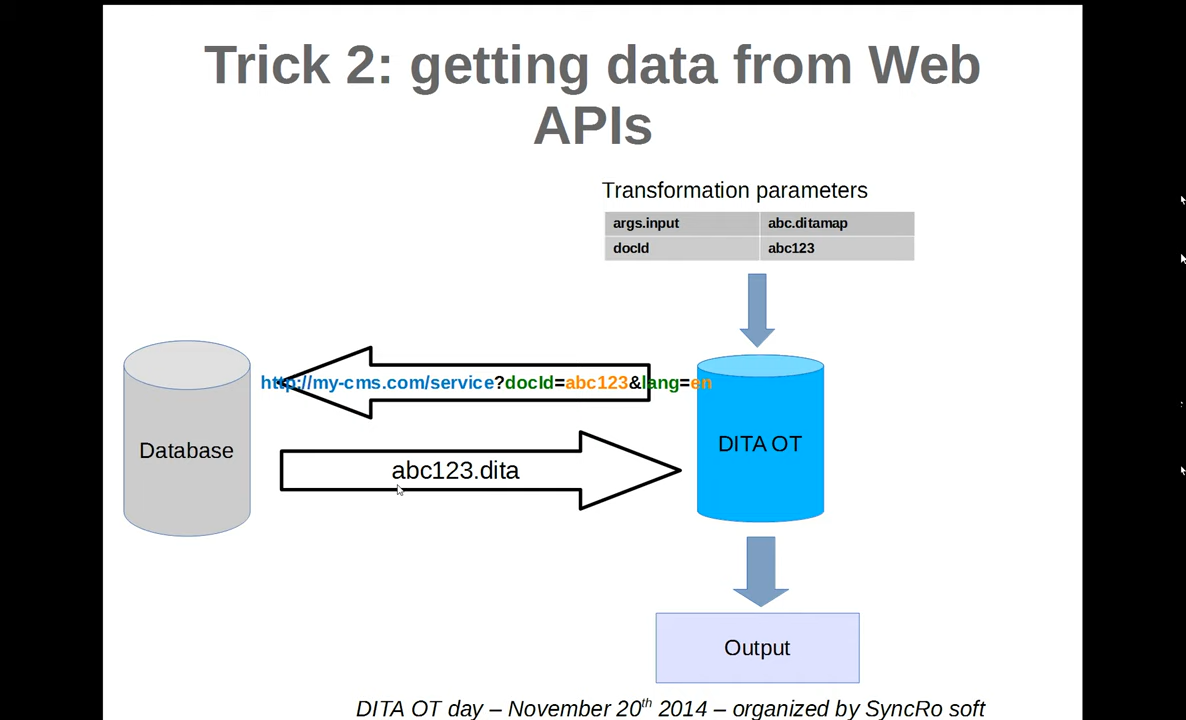 Trick 2: getting data from Web
APIs
Transformation parameters
args.input abc.ditamap
docId abc123
http://my-cms.com/service?docId=abc123&lang=en
Database
DITA OT
abc123.dita
Output
DITA OT day – November 20th 2014 – organized by SyncRo soft